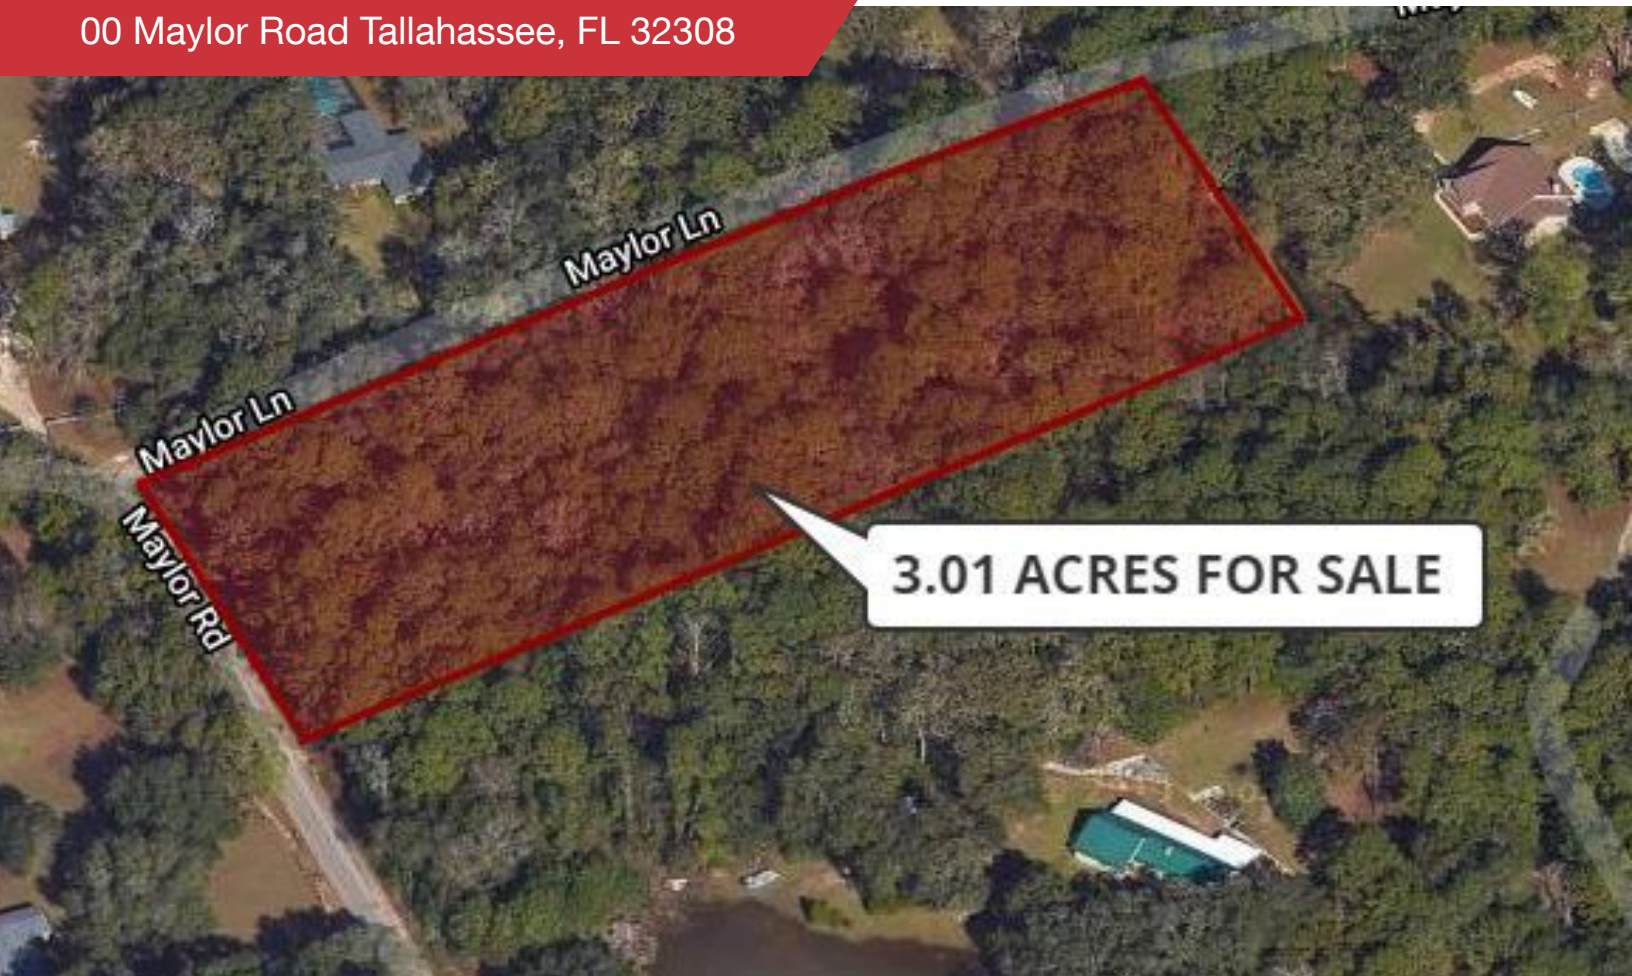 00 Maylor Road Tallahassee, FL 32308
Maylor Ln
Maylor Ln
Maylor Rd
3.01 ACRES FOR SALE